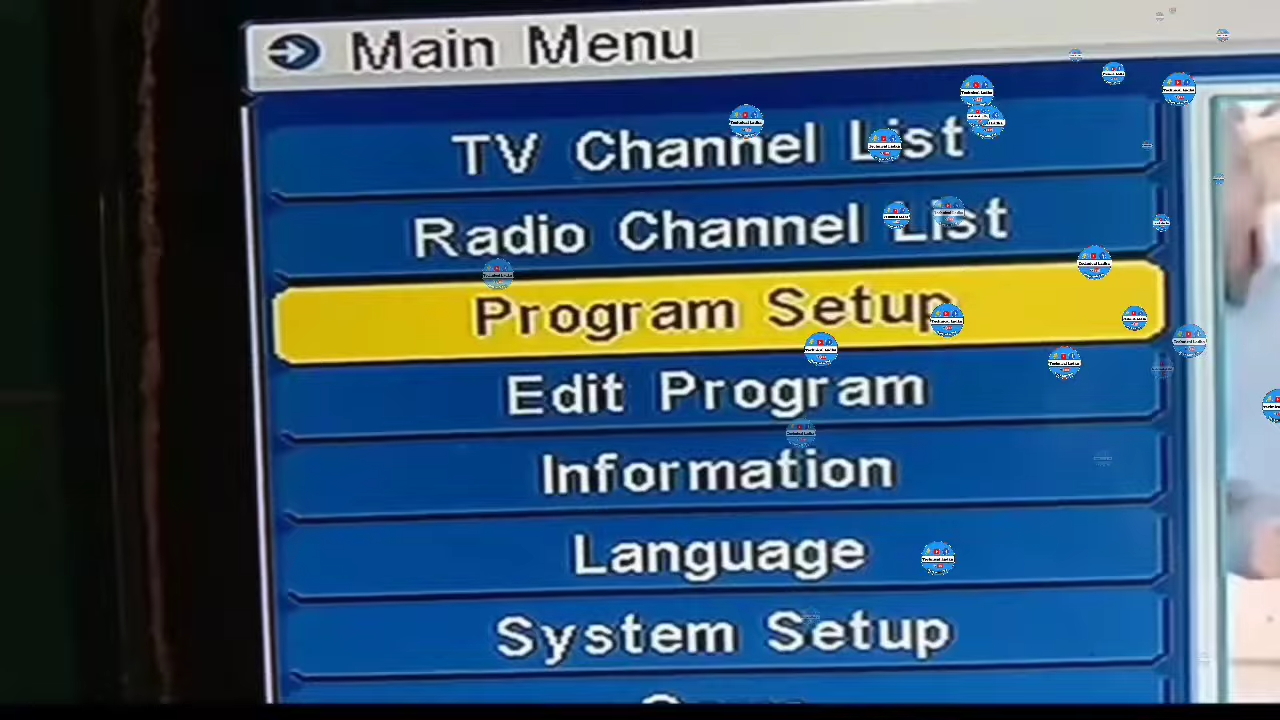 Main Menu
TV Channel List
Radio Channel List
Program Setup
Edit Program
Information
Language
System Setup